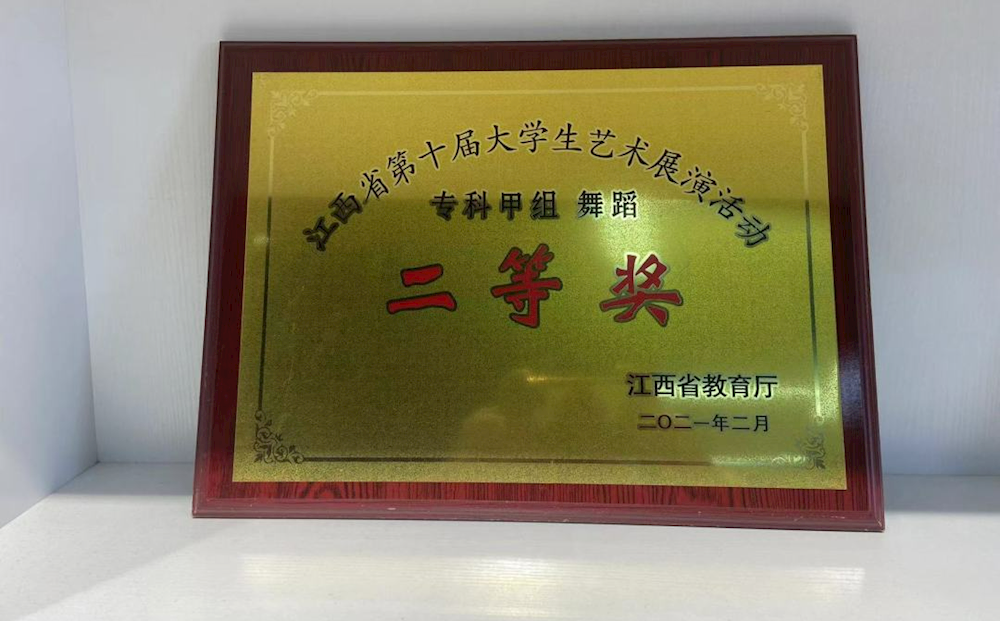 江西省第十届大学生艺术展演活动
专科甲组 舞蹈
二等奖
江西省教育厅
二〇二一年二月